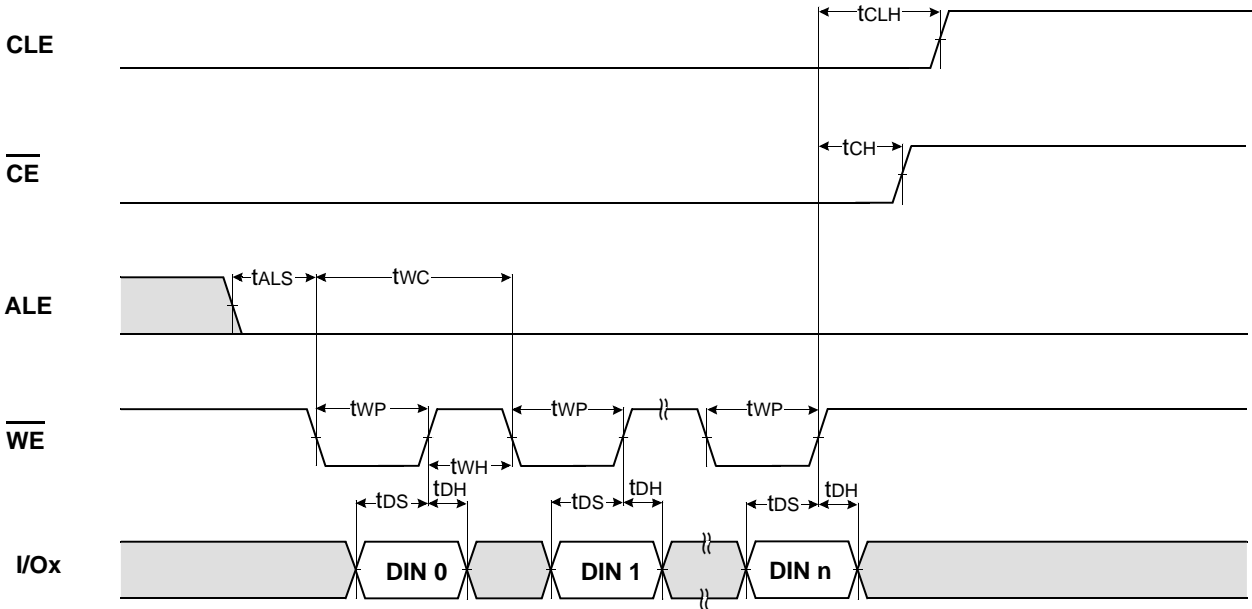 tCLH
CLE
tCH
CE
tALS
tWC
ALE
tWP
tWP
tWP
WE
tWH
tDS
tDH
tDS
tDH
tDS
tDH
I/Ox
DIN 0
DIN 1
DIN n